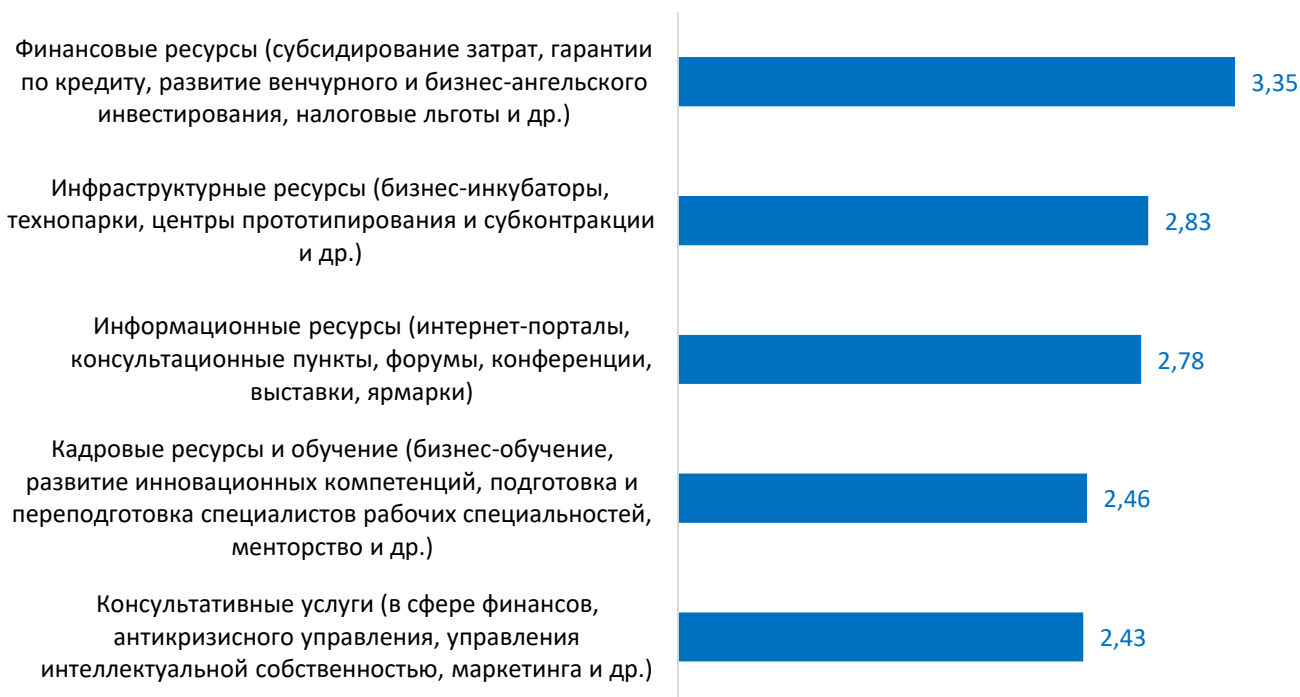 Финансовые ресурсы (субсидирование затрат, гарантии
по кредиту, развитие венчурного и бизнес-ангельского
инвестирования, налоговые льготы и др.)
3,35
Инфраструктурные ресурсы (бизнес-инкубаторы,
технопарки, центры прототипирования и субконтракции
и др.)
2,83
Информационные ресурсы (интернет-порталы,
консультационные пункты, форумы, конференции,
выставки, ярмарки)
2,78
Кадровые ресурсы и обучение (бизнес-обучение,
развитие инновационных компетенций, подготовка и
переподготовка специалистов рабочих специальностей,
менторство и др.)
2,46
Консультативные услуги (в сфере финансов,
антикризисного управления, управления
интеллектуальной собственностью, маркетинга и др.)
2,43